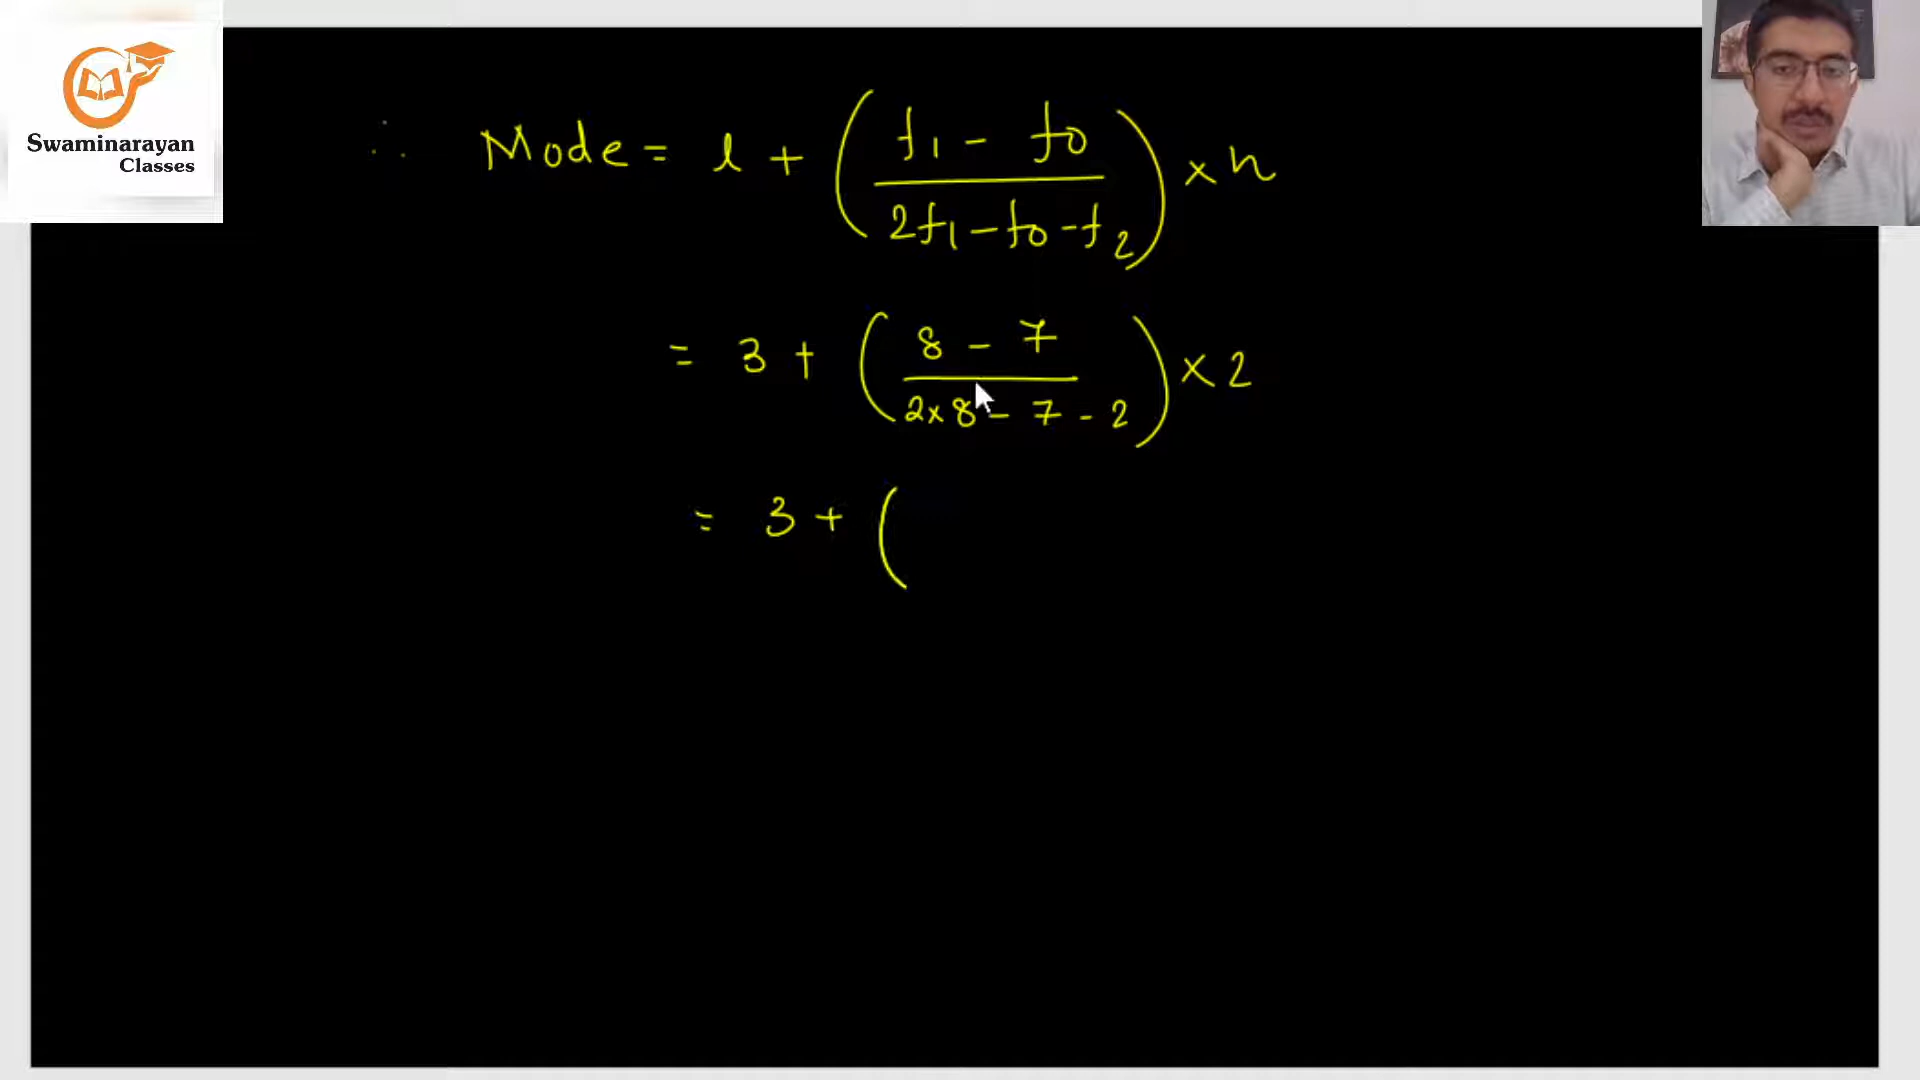 Swaminarayan
Classes
∴ Mode = l + ( f1 - f0 / 2f1 - f0 - f2 ) × h
= 3 + ( 8 - 7 / 2×8 - 7 - 2 ) × 2
= 3 + (